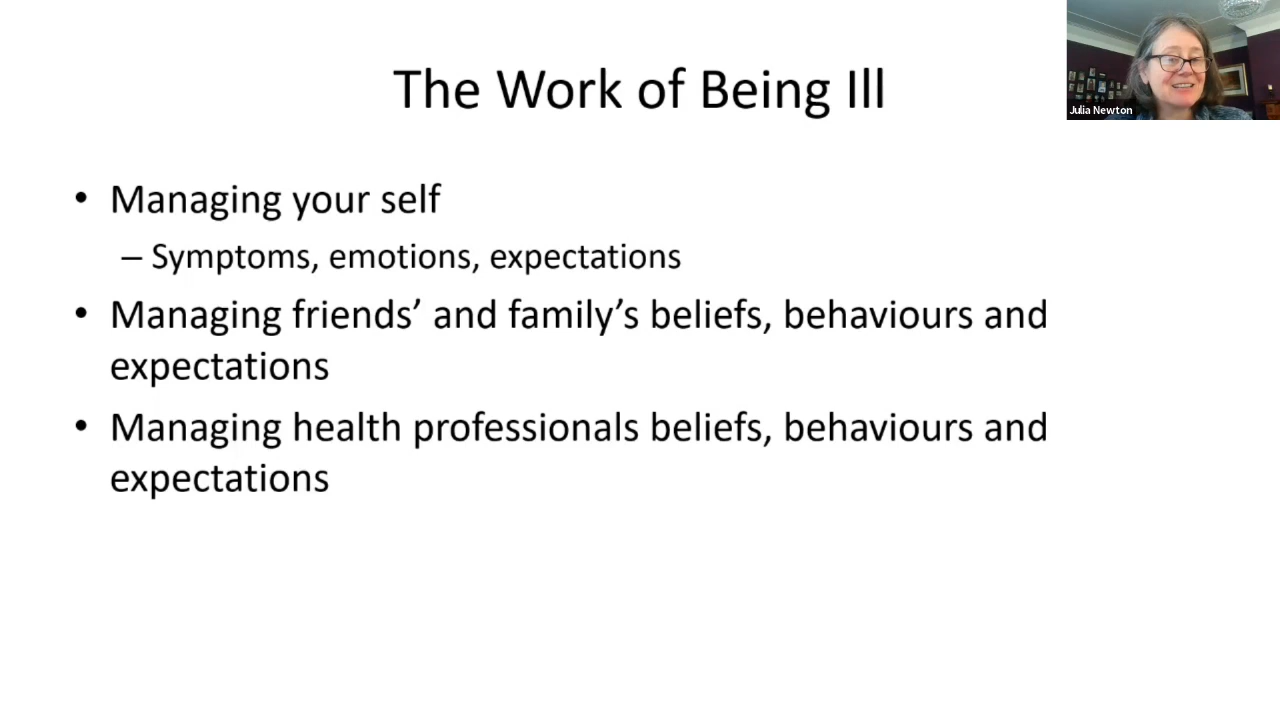 The Work of Being Ill
Julia Newton
• Managing your self
– Symptoms, emotions, expectations
• Managing friends’ and family’s beliefs, behaviours and
expectations
• Managing health professionals beliefs, behaviours and
expectations